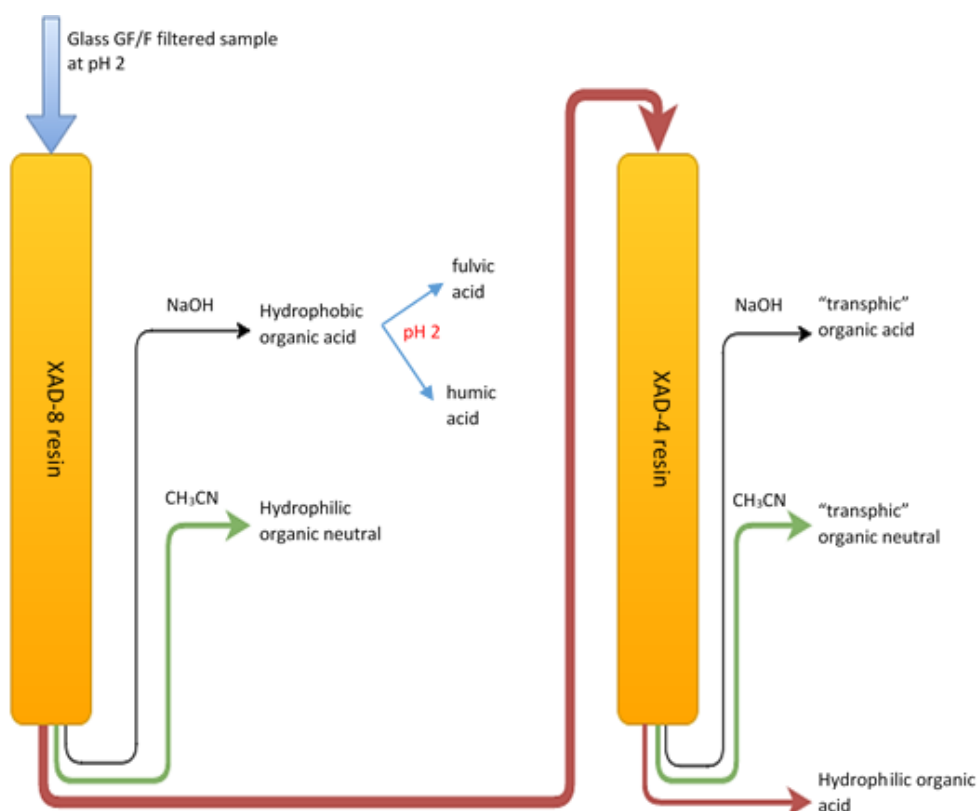 Glass GF/F filtered sample
at pH 2
XAD-8 resin
NaOH
Hydrophobic
organic acid
fulvic
acid
pH 2
humic
acid
CH₃CN
Hydrophilic
organic neutral
XAD-4 resin
NaOH
“transphic”
organic acid
CH₃CN
“transphic”
organic neutral
Hydrophilic organic
acid